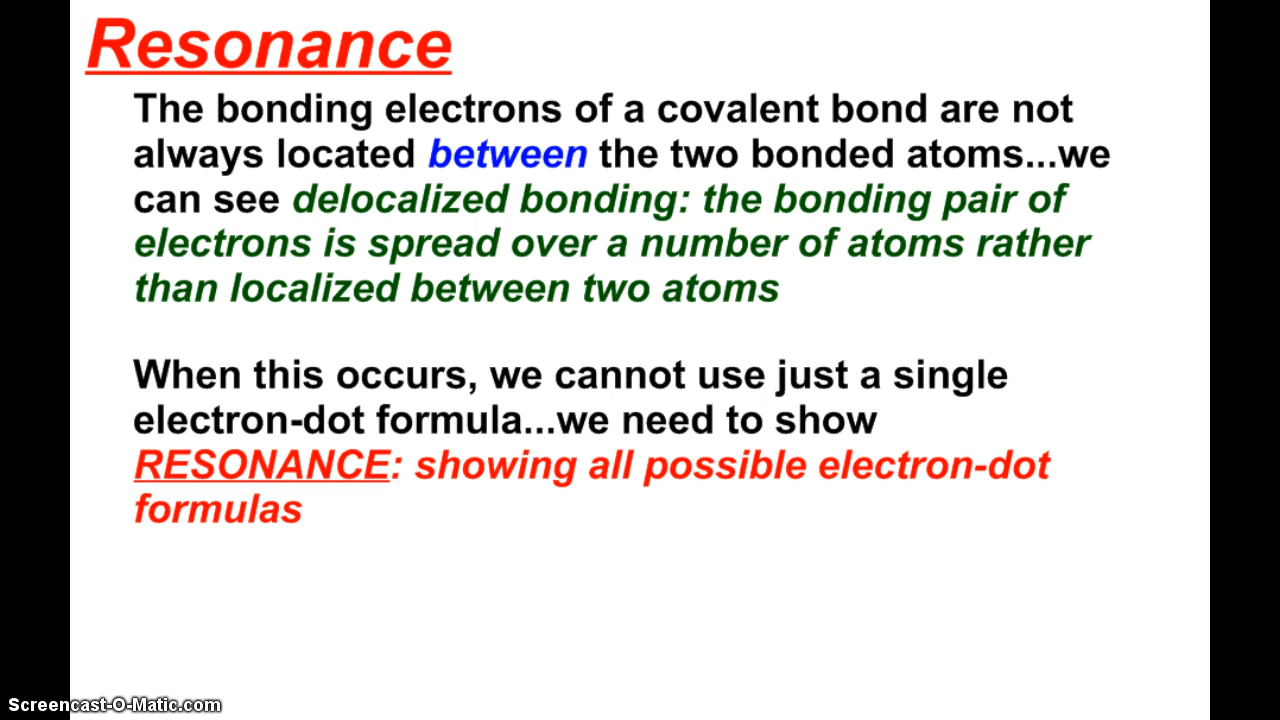 Resonance
The bonding electrons of a covalent bond are not
always located between the two bonded atoms...we
can see delocalized bonding: the bonding pair of
electrons is spread over a number of atoms rather
than localized between two atoms
When this occurs, we cannot use just a single
electron-dot formula...we need to show
RESONANCE: showing all possible electron-dot
formulas
Screencast-O-Matic.com